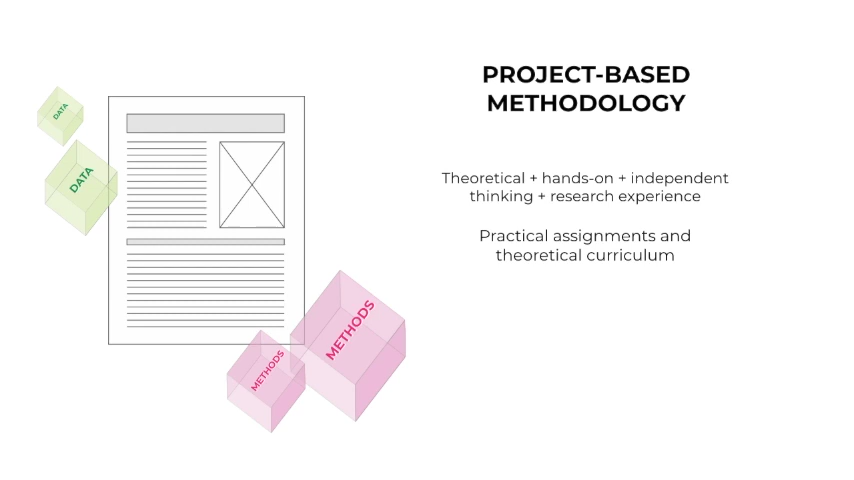 PROJECT-BASED
METHODOLOGY
Theoretical + hands-on + independent
thinking + research experience
Practical assignments and
theoretical curriculum
DATA
DATA
METHODS
METHODS